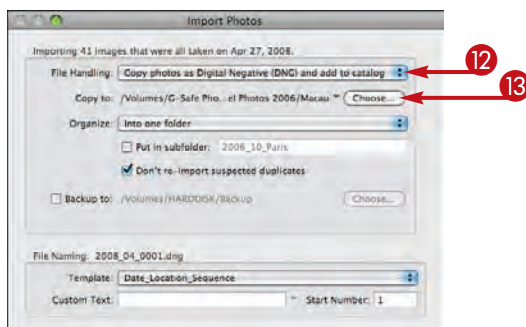 Import Photos
Importing 41 images that were all taken on Apr 27, 2008.
File Handling: Copy photos as Digital Negative (DNG) and add to catalog
12
Copy to: /Volumes/G-Safe Pho...el Photos 2006/Macau Choose...
13
Organize: Into one folder
Put in subfolder: 2006_10_Paris
Don't re-import suspected duplicates
Backup to: /Volumes/HARDDISK/Backup Choose...
File Naming: 2008_04_0001.dng
Template: Date_Location_Sequence
Custom Text: Start Number: 1